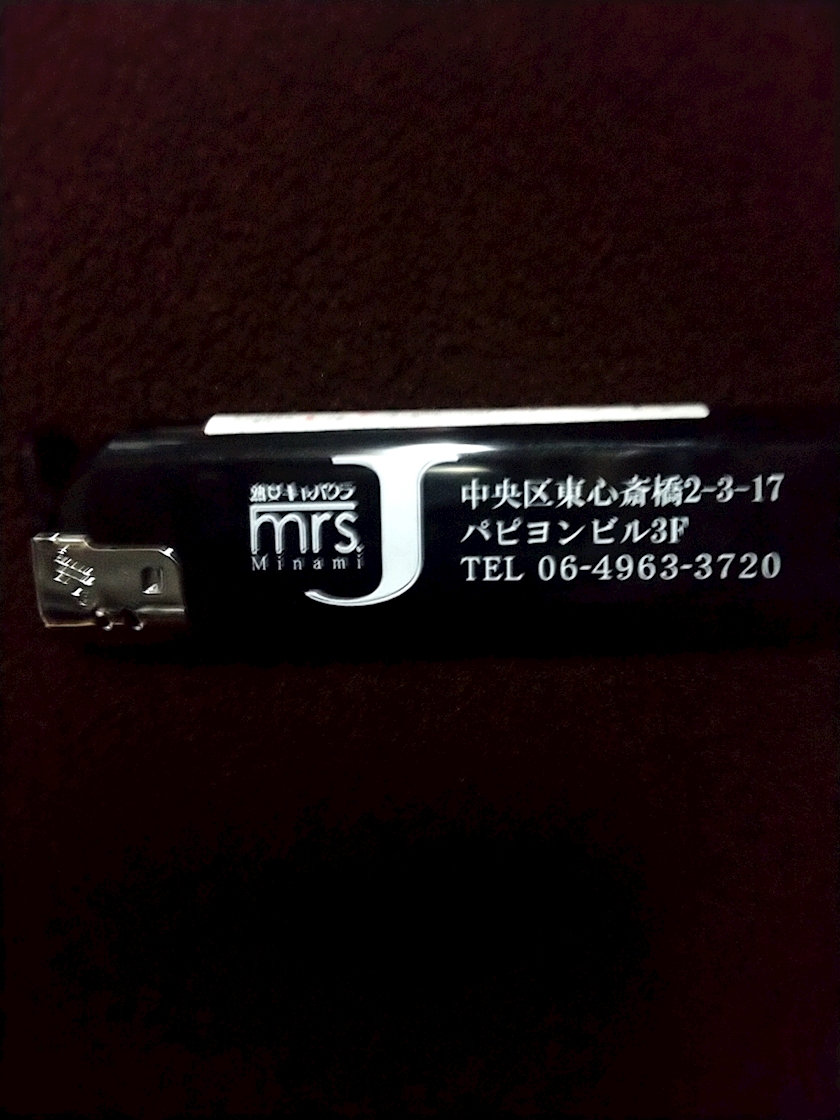 熟女キャバクラ
mrs.
Minami
J
中央区東心斎橋2-3-17
パピヨンビル3F
TEL 06-4963-3720